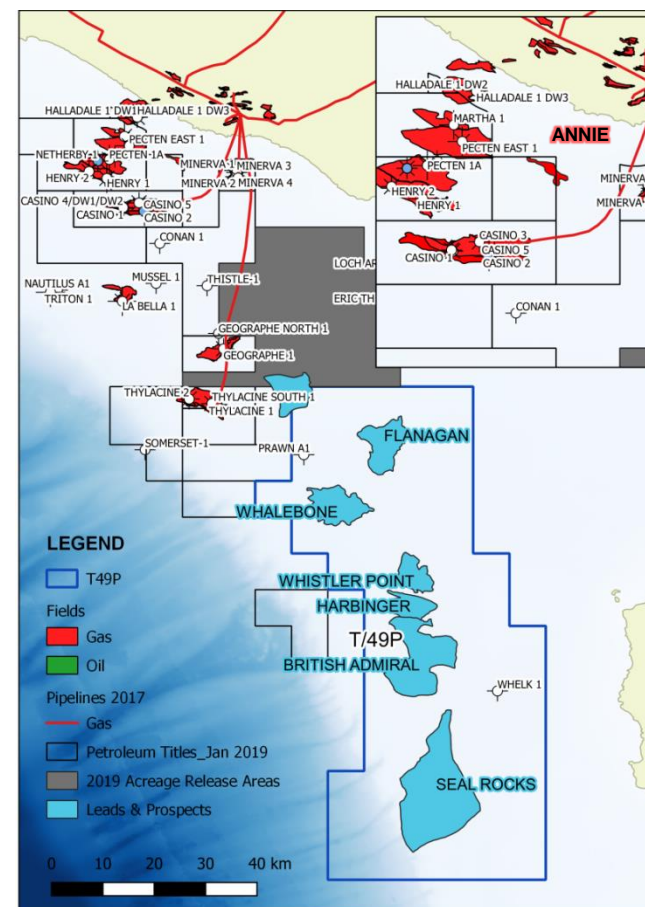 HALLADALE 1 DW1
HALLADALE 1 DW3
PECTEN EAST 1
NETHERBY 1
PECTEN 1A
HENRY 2
HENRY 1
MINERVA 1
MINERVA 3
MINERVA 2
MINERVA 4
CASINO 4/DW1/DW2
CASINO 5
CASINO 1
CASINO 2
CONAN 1
NAUTILUS A1
TRITON 1
MUSSEL 1
LA BELLA 1
THISTLE-1
LOCH AR
ERIC TH
GEOGRAPHE NORTH 1
GEOGRAPHE-1
THYLACINE 2
THYLACINE SOUTH 1
THYLACINE 1
SOMERSET-1
PRAWN A1
FLANAGAN
WHALEBONE
WHISTLER POINT
HARBINGER
T/49P
BRITISH ADMIRAL
WHELK 1
SEAL ROCKS
HALLADALE 1 DW2
HALLADALE 1 DW3
MARTHA 1
ANNIE
PECTEN EAST 1
PECTEN 1A
HENRY 2
HENRY 1
MINERVA
MINERVA
CASINO 3
CASINO 5
CASINO 1
CASINO 2
CONAN 1
LEGEND
T49P
Fields
Gas
Oil
Pipelines 2017
Gas
Petroleum Titles_Jan 2019
2019 Acreage Release Areas
Leads & Prospects
0 10 20 30 40 km